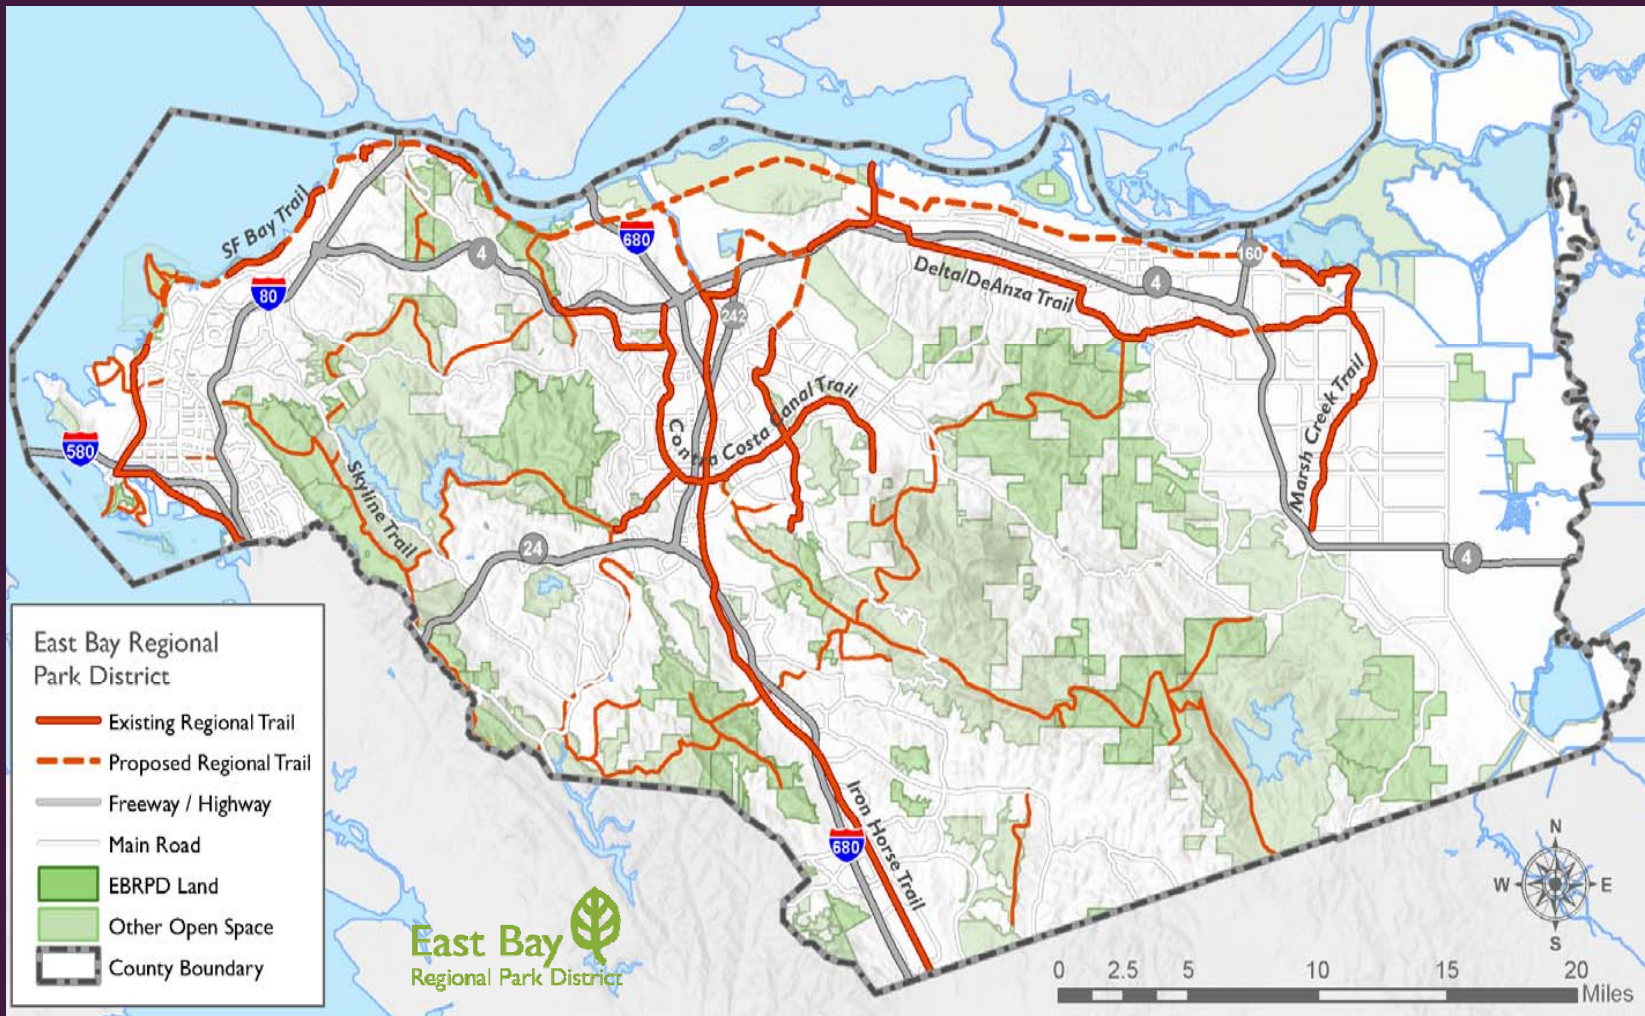 SF Bay Trail
80
4
680
242
Delta/DeAnza Trail
4
160
580
Skyline Trail
Contra Costa Canal Trail
Marsh Creek Trail
24
4
680
Iron Horse Trail
East Bay Regional
Park District
Existing Regional Trail
Proposed Regional Trail
Freeway / Highway
Main Road
EBRPD Land
Other Open Space
County Boundary
East Bay
Regional Park District
N
W
E
S
0 2.5 5 10 15 20
Miles